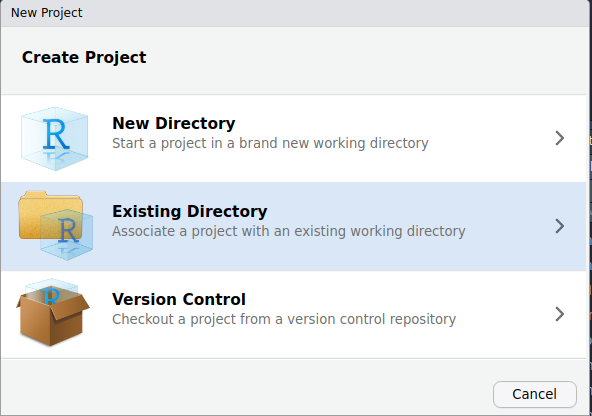 New Project
Create Project
R
New Directory
Start a project in a brand new working directory
R
Existing Directory
Associate a project with an existing working directory
R
Version Control
Checkout a project from a version control repository
Cancel